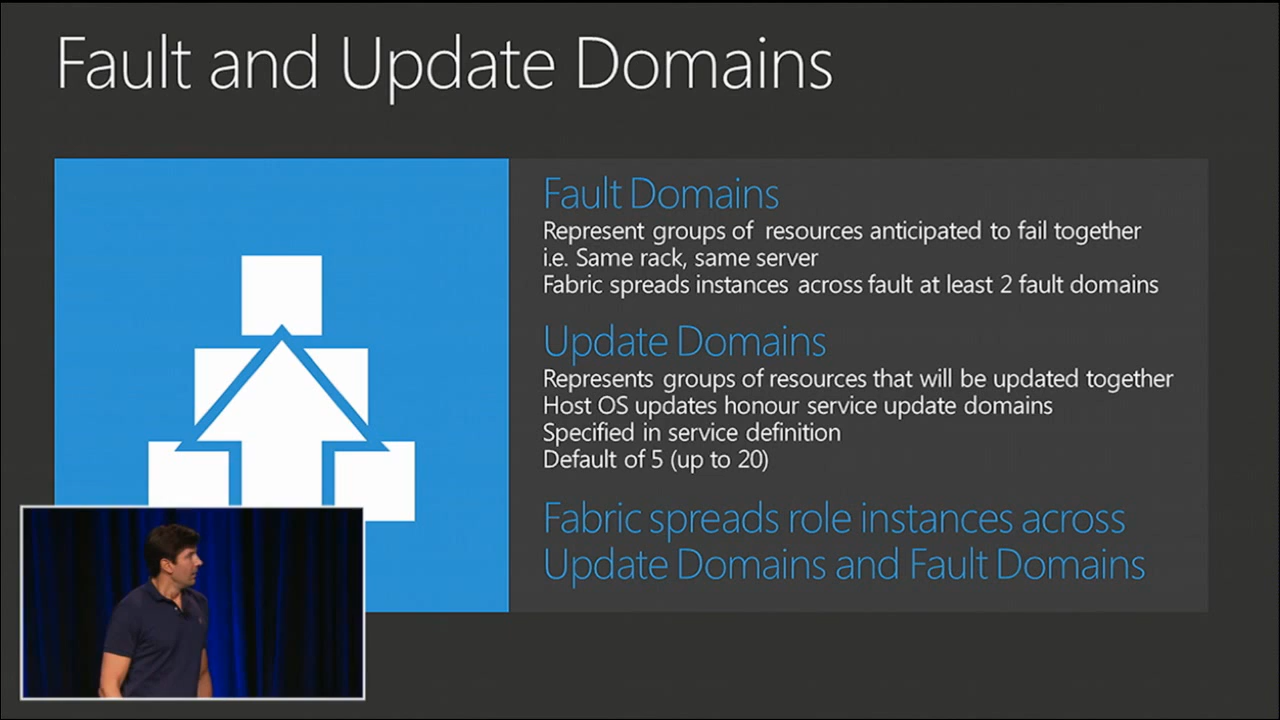 Fault and Update Domains
Fault Domains
Represent groups of resources anticipated to fail together
i.e. Same rack, same server
Fabric spreads instances across fault at least 2 fault domains
Update Domains
Represents groups of resources that will be updated together
Host OS updates honour service update domains
Specified in service definition
Default of 5 (up to 20)
Fabric spreads role instances across
Update Domains and Fault Domains